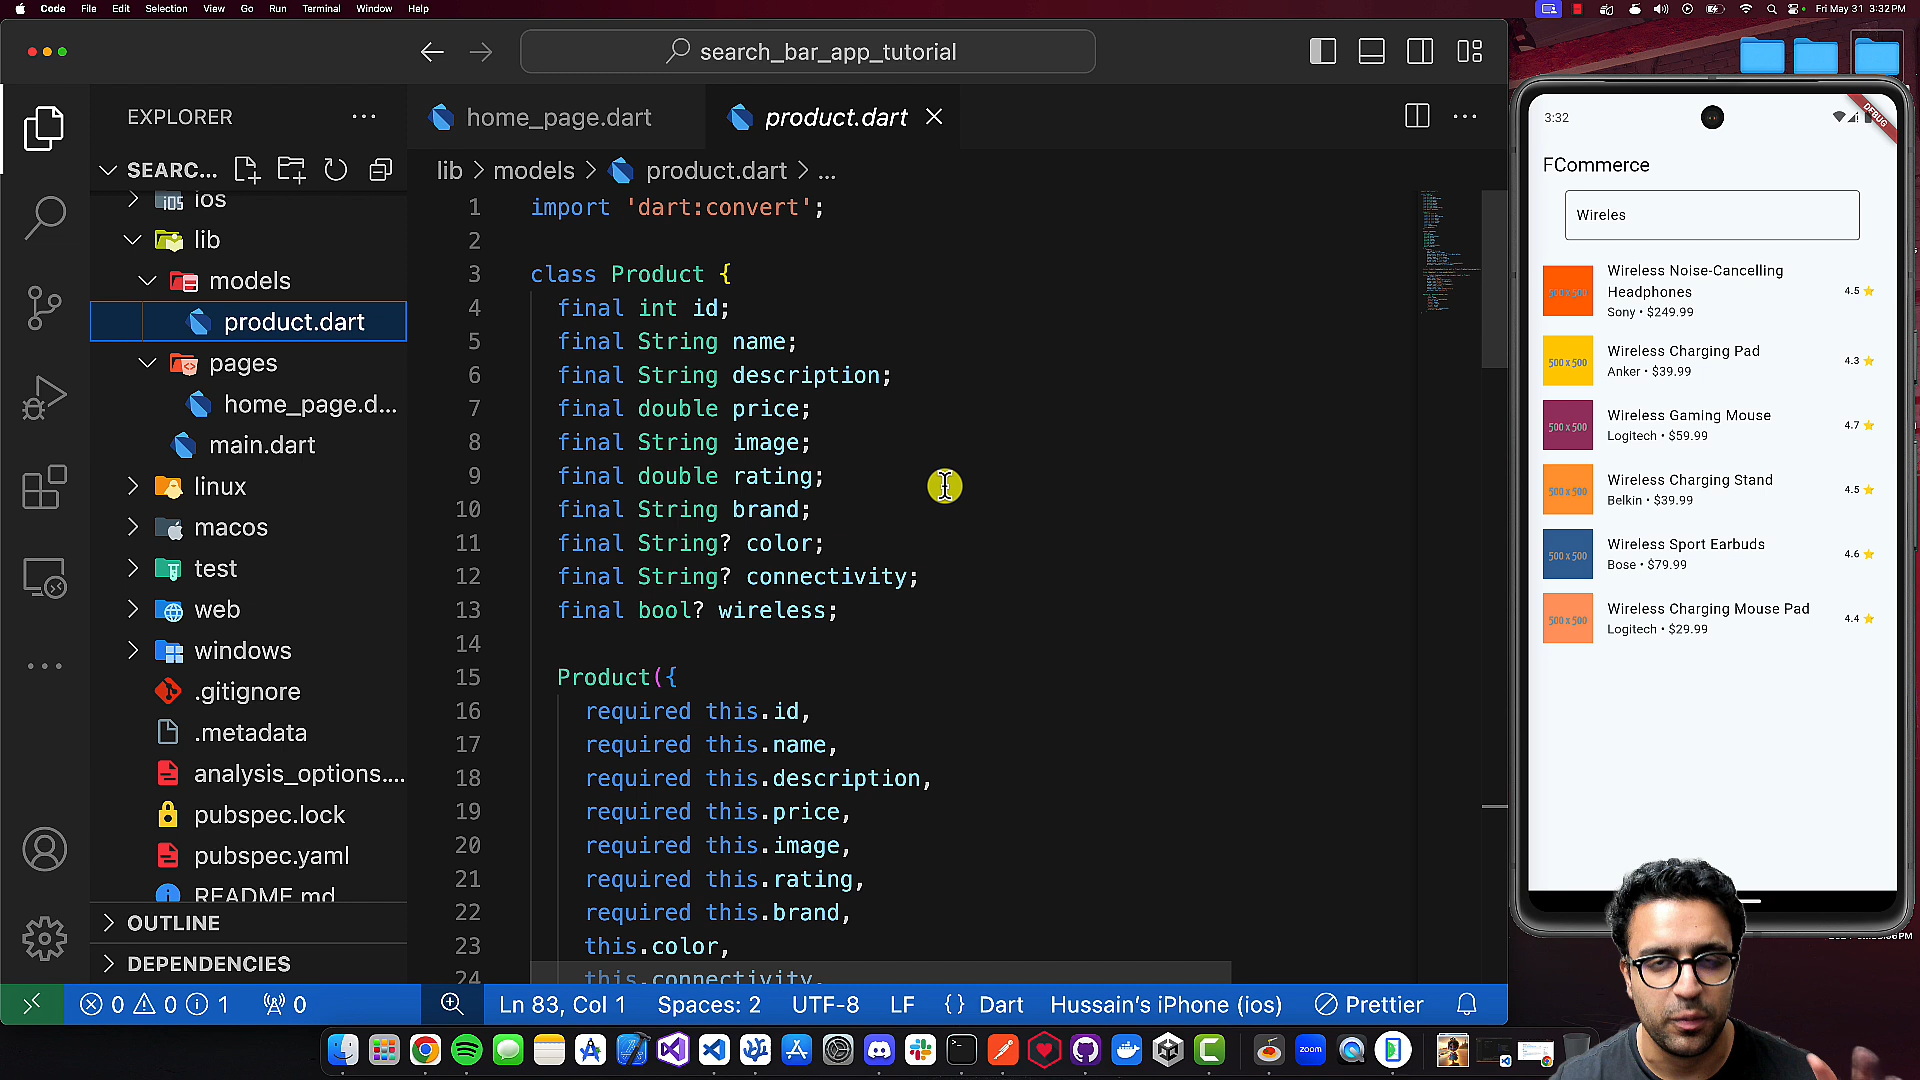 Code File Edit Selection View Go Run Terminal Window Help
Fri May 31 3:32 PM
search_bar_app_tutorial
EXPLORER
SEARC...
ios
lib
models
product.dart
pages
home_page.d...
main.dart
linux
macos
test
web
windows
.gitignore
.metadata
analysis_options....
pubspec.lock
pubspec.yaml
README.md
OUTLINE
DEPENDENCIES
home_page.dart
product.dart
lib > models > product.dart > ...
1 import 'dart:convert';
2
3 class Product {
4 final int id;
5 final String name;
6 final String description;
7 final double price;
8 final String image;
9 final double rating;
10 final String brand;
11 final String? color;
12 final String? connectivity;
13 final bool? wireless;
14
15 Product({
16 required this.id,
17 required this.name,
18 required this.description,
19 required this.price,
20 required this.image,
21 required this.rating,
22 required this.brand,
23 this.color,
24 this.connectivity,
0 0 1 0
Ln 83, Col 1 Spaces: 2 UTF-8 LF {} Dart Hussain's iPhone (ios) Prettier
3:32
DEBUG
FCommerce
Wireles
500 x 500
Wireless Noise-Cancelling
Headphones
Sony • $249.99
4.5
500 x 500
Wireless Charging Pad
Anker • $39.99
4.3
500 x 500
Wireless Gaming Mouse
Logitech • $59.99
4.7
500 x 500
Wireless Charging Stand
Belkin • $39.99
4.5
500 x 500
Wireless Sport Earbuds
Bose • $79.99
4.6
500 x 500
Wireless Charging Mouse Pad
Logitech • $29.99
4.4
zoom